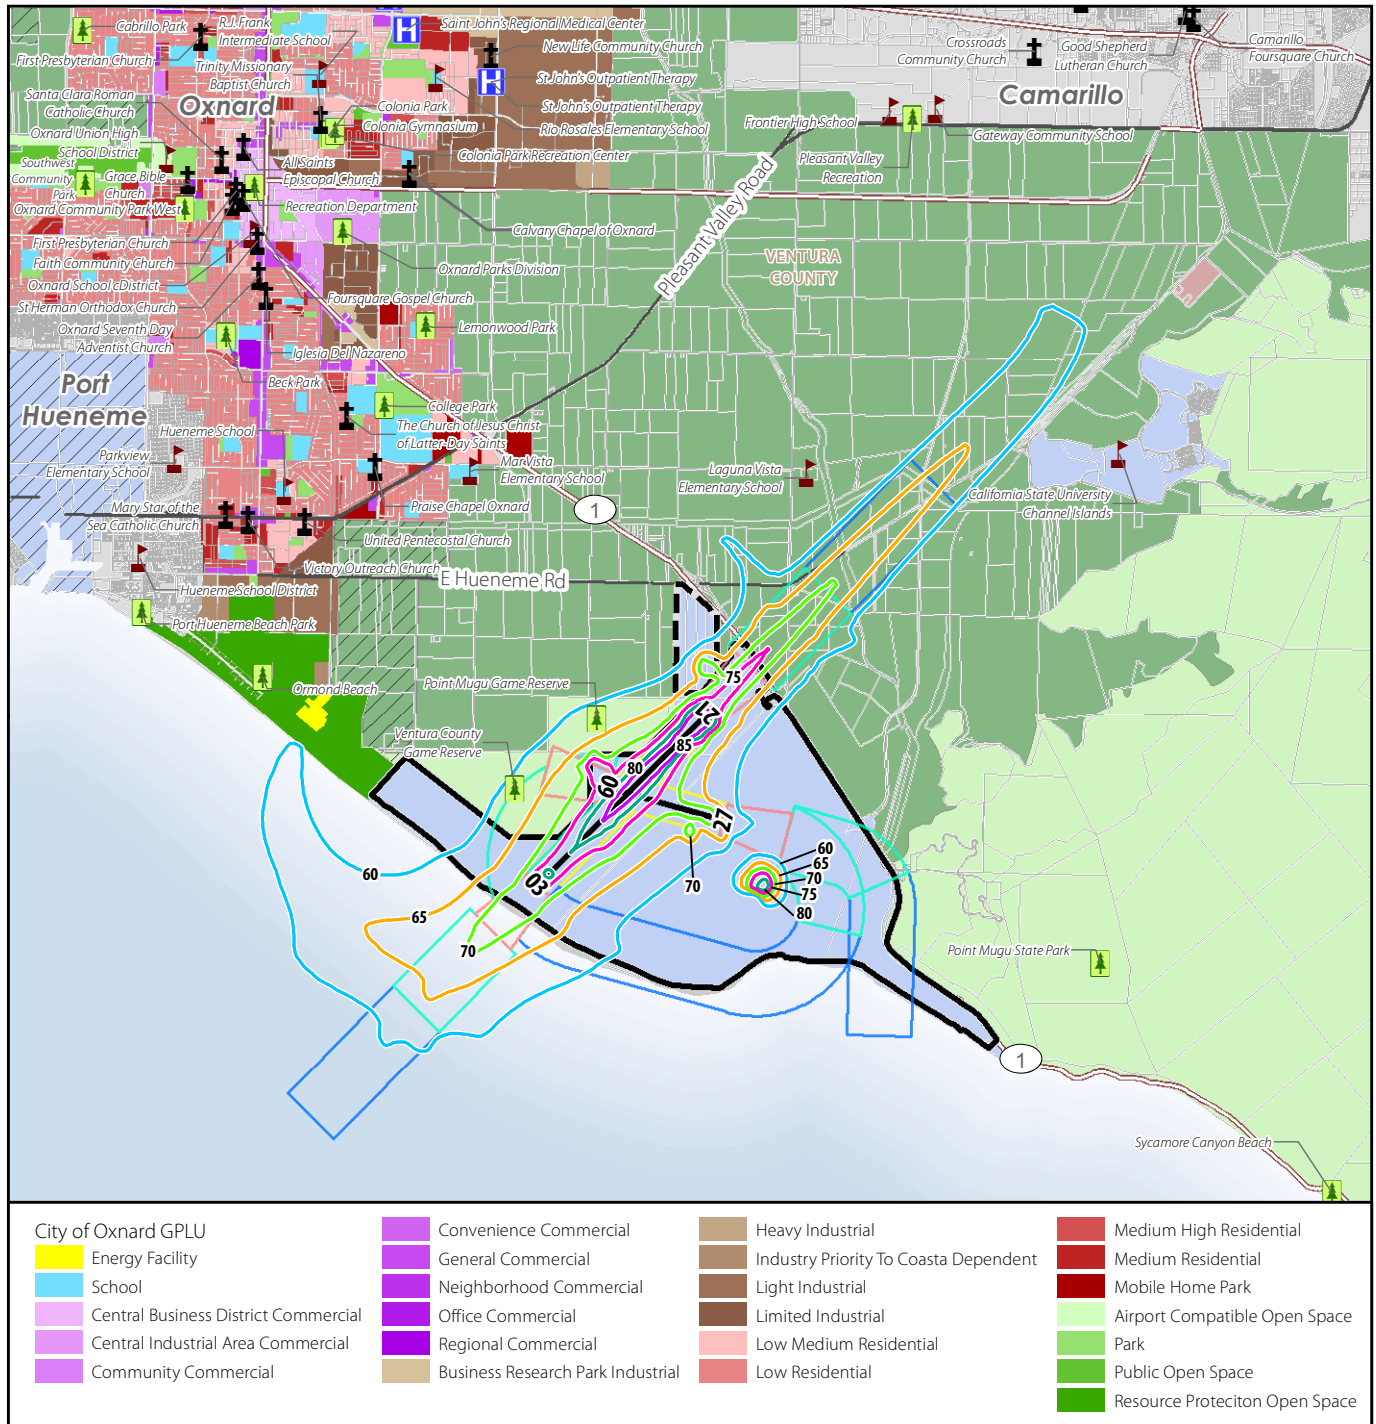 Cabrillo Park
R.J. Frank
Intermediate School
Saint John's Regional Medical Center
First Presbyterian Church
Trinity Missionary
Baptist Church
New Life Community Church
Crossroads
Community Church
Good Shepherd
Lutheran Church
Camarillo
Foursquare Church
St John's Outpatient Therapy
Santa Clara Roman
Catholic Church
Oxnard
Colonia Park
St John's Outpatient Therapy
Camarillo
Oxnard Union High
School District
Colonia Gymnasium
Rio Rosales Elementary School
Frontier High School
Gateway Community School
Southwest
Community
Park
Grace Bible
Church
All Saints
Episcopal Church
Colonia Park Recreation Center
Pleasant Valley
Recreation
Oxnard Community Park West
Recreation Department
Calvary Chapel of Oxnard
Pleasant Valley Road
First Presbyterian Church
Faith Community Church
VENTURA
COUNTY
Oxnard School cDistrict
Oxnard Parks Division
St Herman Orthodox Church
Foursquare Gospel Church
Oxnard Seventh Day
Adventist Church
Lemonwood Park
Iglesia Del Nazareno
Port
Hueneme
Beck Park
College Park
Hueneme School
The Church of Jesus Christ
of Latter-Day Saints
Parkview
Elementary School
Mar Vista
Elementary School
Laguna Vista
Elementary School
California State University
Channel Islands
Mary Star of the
Sea Catholic Church
Praise Chapel Oxnard
1
United Pentecostal Church
Victory Outreach Church
E Hueneme Rd
Hueneme School District
Port Hueneme Beach Park
Ormond Beach
Point Mugu Game Reserve
75
21
Ventura County
Game Reserve
85
80
09
27
60
60
65
70
75
80
70
03
65
70
Point Mugu State Park
1
Sycamore Canyon Beach
City of Oxnard GPLU
Energy Facility
School
Central Business District Commercial
Central Industrial Area Commercial
Community Commercial
Convenience Commercial
General Commercial
Neighborhood Commercial
Office Commercial
Regional Commercial
Business Research Park Industrial
Heavy Industrial
Industry Priority To Coasta Dependent
Light Industrial
Limited Industrial
Low Medium Residential
Low Residential
Medium High Residential
Medium Residential
Mobile Home Park
Airport Compatible Open Space
Park
Public Open Space
Resource Proteciton Open Space